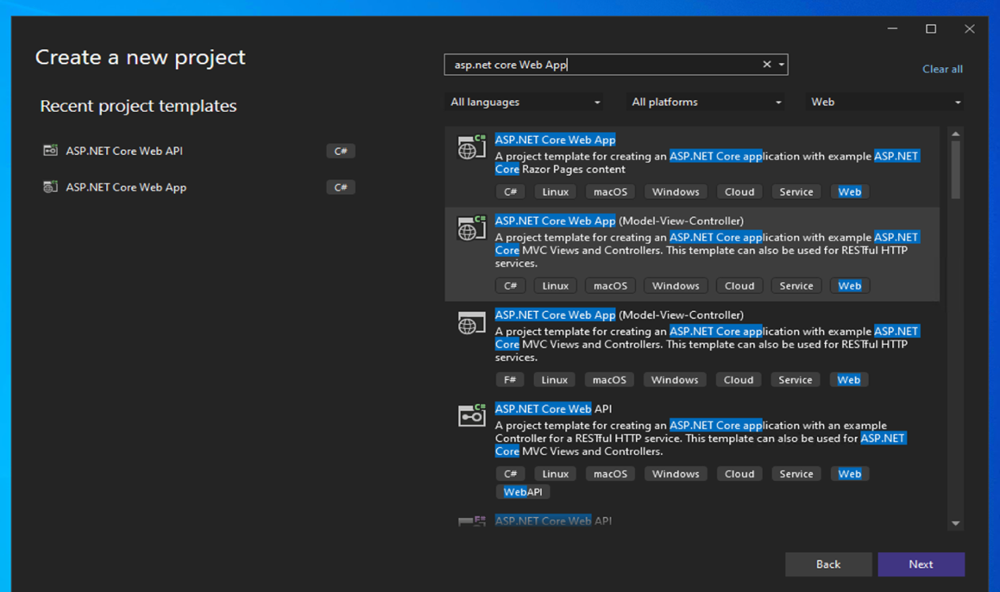 Create a new project
Recent project templates
ASP.NET Core Web API C#
ASP.NET Core Web App C#
asp.net core Web App
Clear all
All languages All platforms Web
ASP.NET Core Web App
A project template for creating an ASP.NET Core application with example ASP.NET
Core Razor Pages content
C# Linux macOS Windows Cloud Service Web
ASP.NET Core Web App (Model-View-Controller)
A project template for creating an ASP.NET Core application with example ASP.NET
Core MVC Views and Controllers. This template can also be used for RESTful HTTP
services.
C# Linux macOS Windows Cloud Service Web
ASP.NET Core Web App (Model-View-Controller)
A project template for creating an ASP.NET Core application with example ASP.NET
Core MVC Views and Controllers. This template can also be used for RESTful HTTP
services.
F# Linux macOS Windows Cloud Service Web
ASP.NET Core Web API
A project template for creating an ASP.NET Core application with an example
Controller for a RESTful HTTP service. This template can also be used for ASP.NET
Core MVC Views and Controllers.
C# Linux macOS Windows Cloud Service Web
WebAPI
ASP.NET Core Web API
Back Next